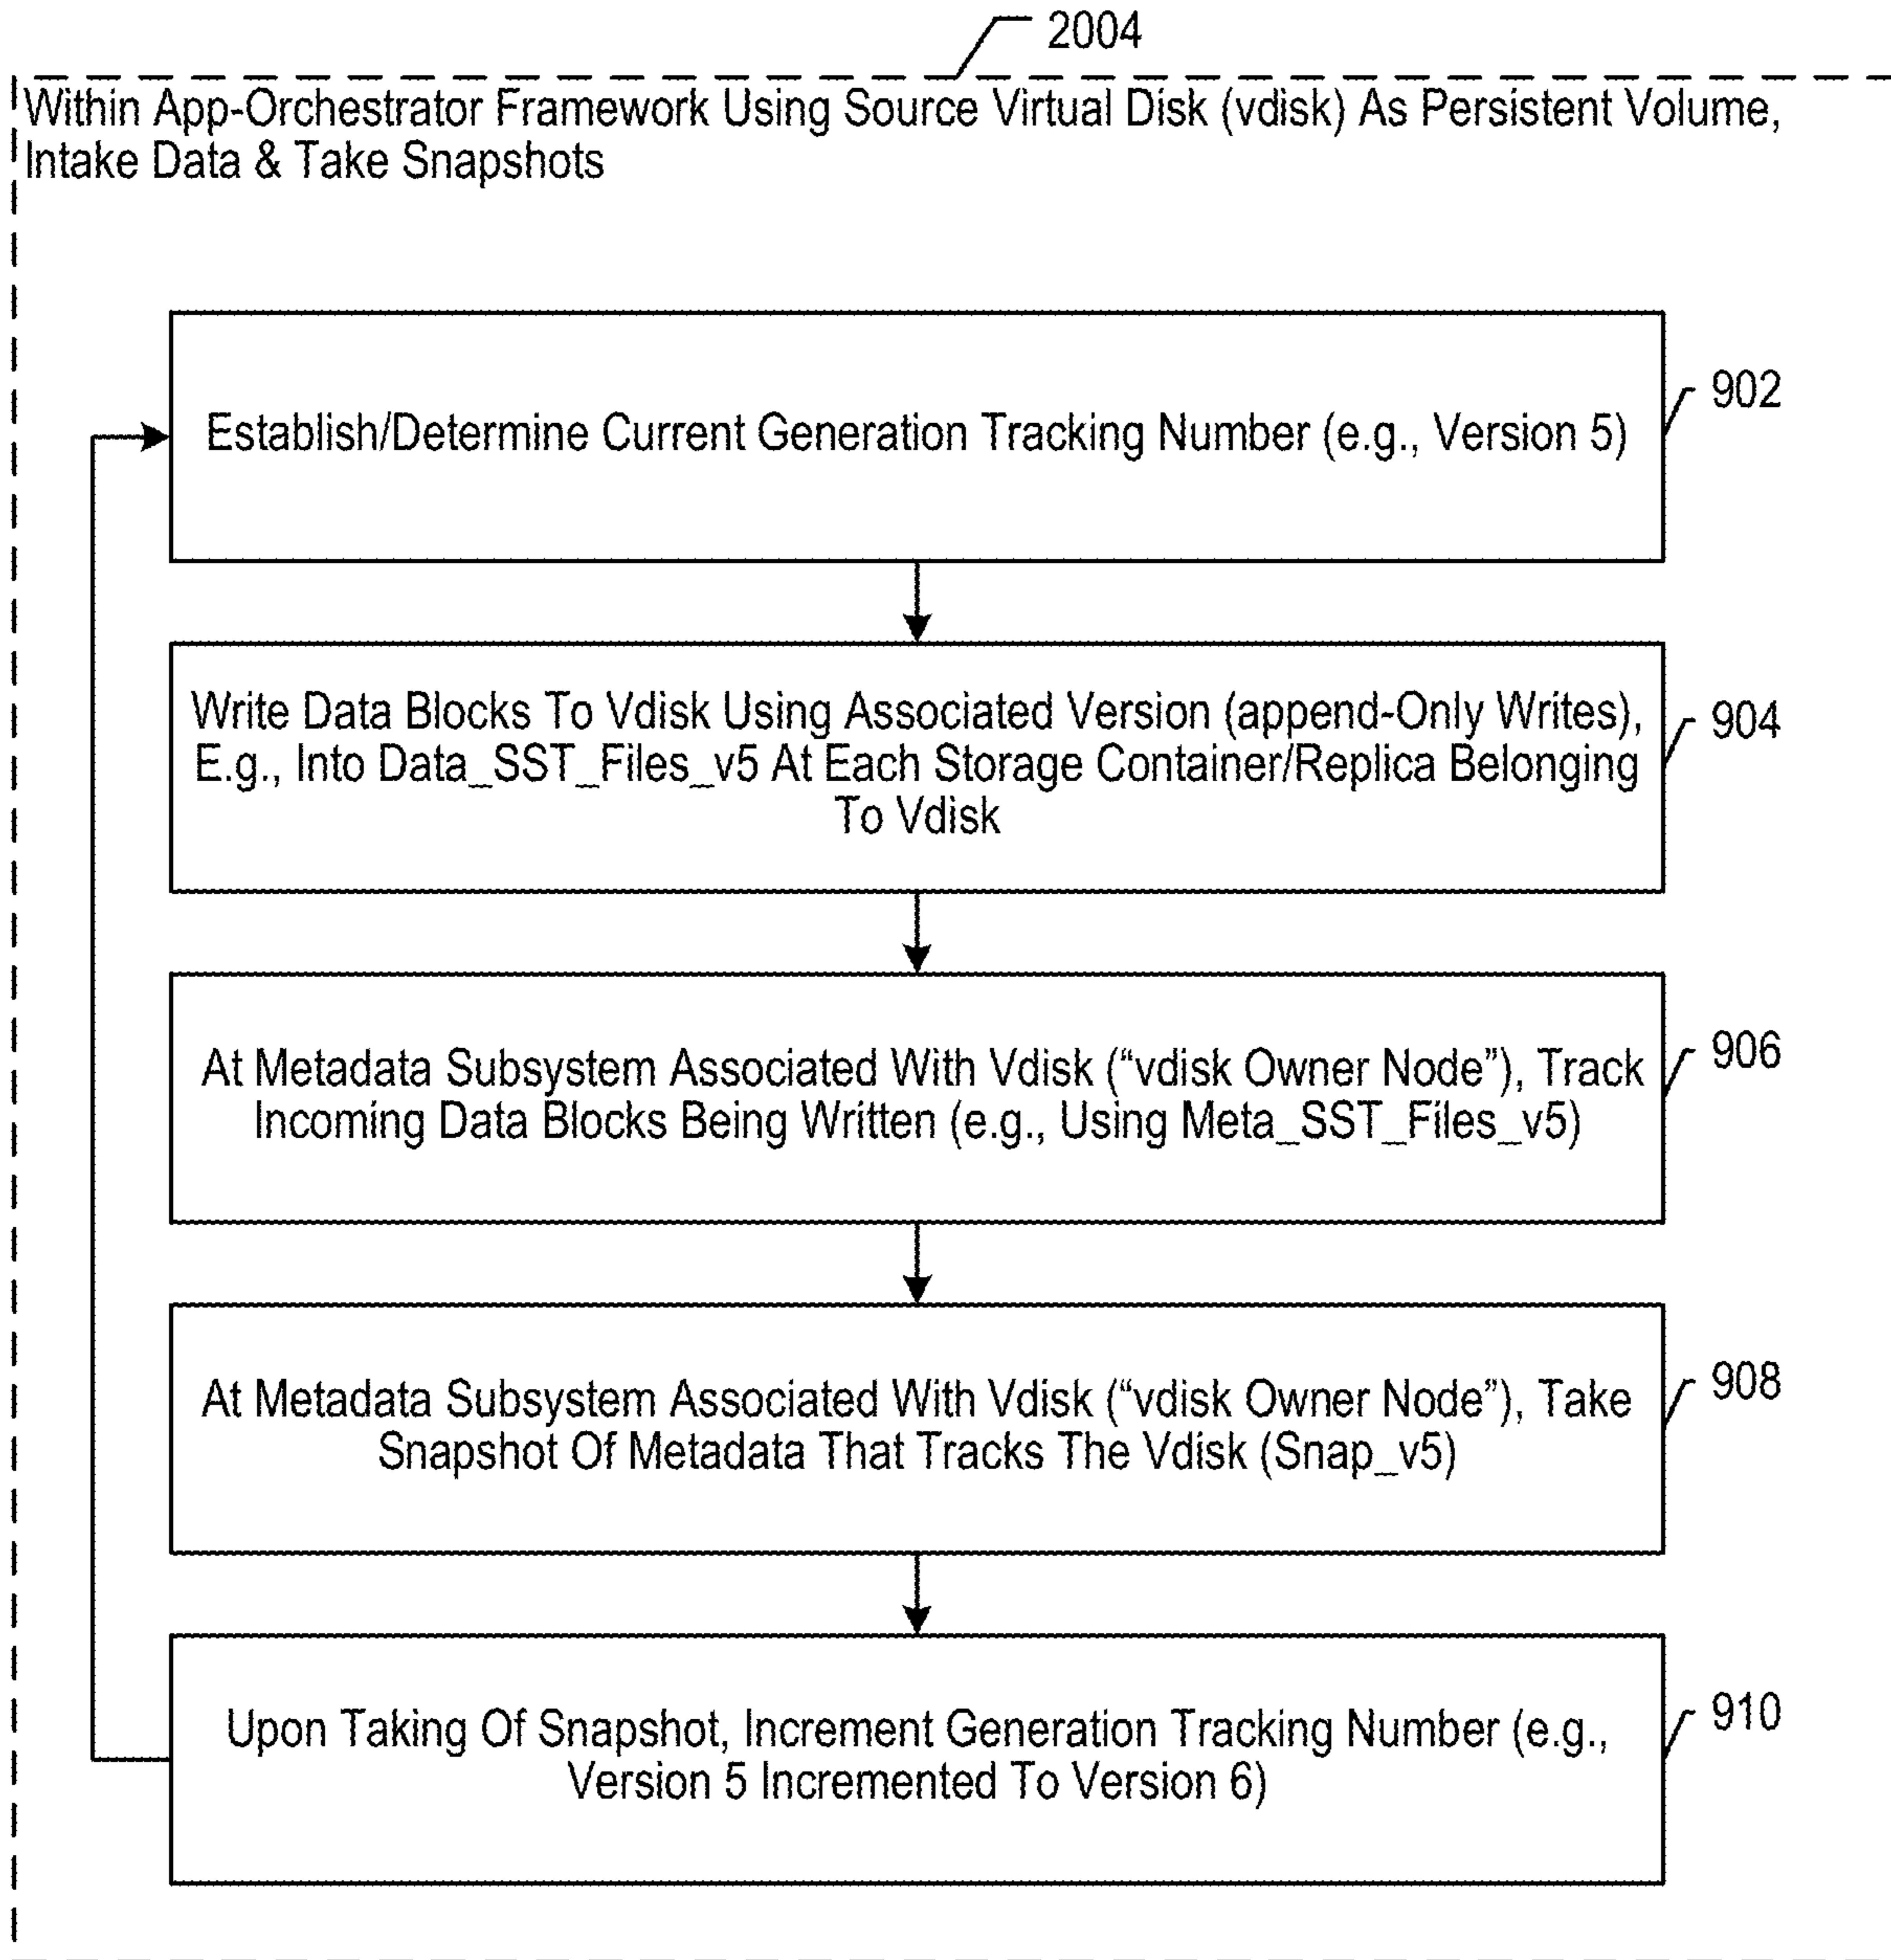 2004
Within App-Orchestrator Framework Using Source Virtual Disk (vdisk) As Persistent Volume,
Intake Data & Take Snapshots
Establish/Determine Current Generation Tracking Number (e.g., Version 5)
902
Write Data Blocks To Vdisk Using Associated Version (append-Only Writes),
E.g., Into Data_SST_Files_v5 At Each Storage Container/Replica Belonging
To Vdisk
904
At Metadata Subsystem Associated With Vdisk (“vdisk Owner Node”), Track
Incoming Data Blocks Being Written (e.g., Using Meta_SST_Files_v5)
906
At Metadata Subsystem Associated With Vdisk (“vdisk Owner Node”), Take
Snapshot Of Metadata That Tracks The Vdisk (Snap_v5)
908
Upon Taking Of Snapshot, Increment Generation Tracking Number (e.g.,
Version 5 Incremented To Version 6)
910